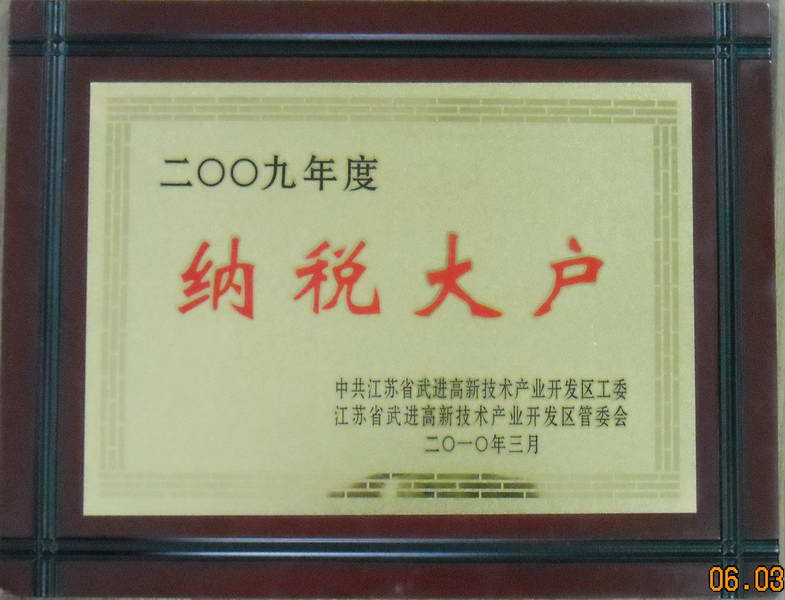 二〇〇九年度
纳税大户
中共江苏省武进高新技术产业开发区工委
江苏省武进高新技术产业开发区管委会
二〇一〇年三月
06.03